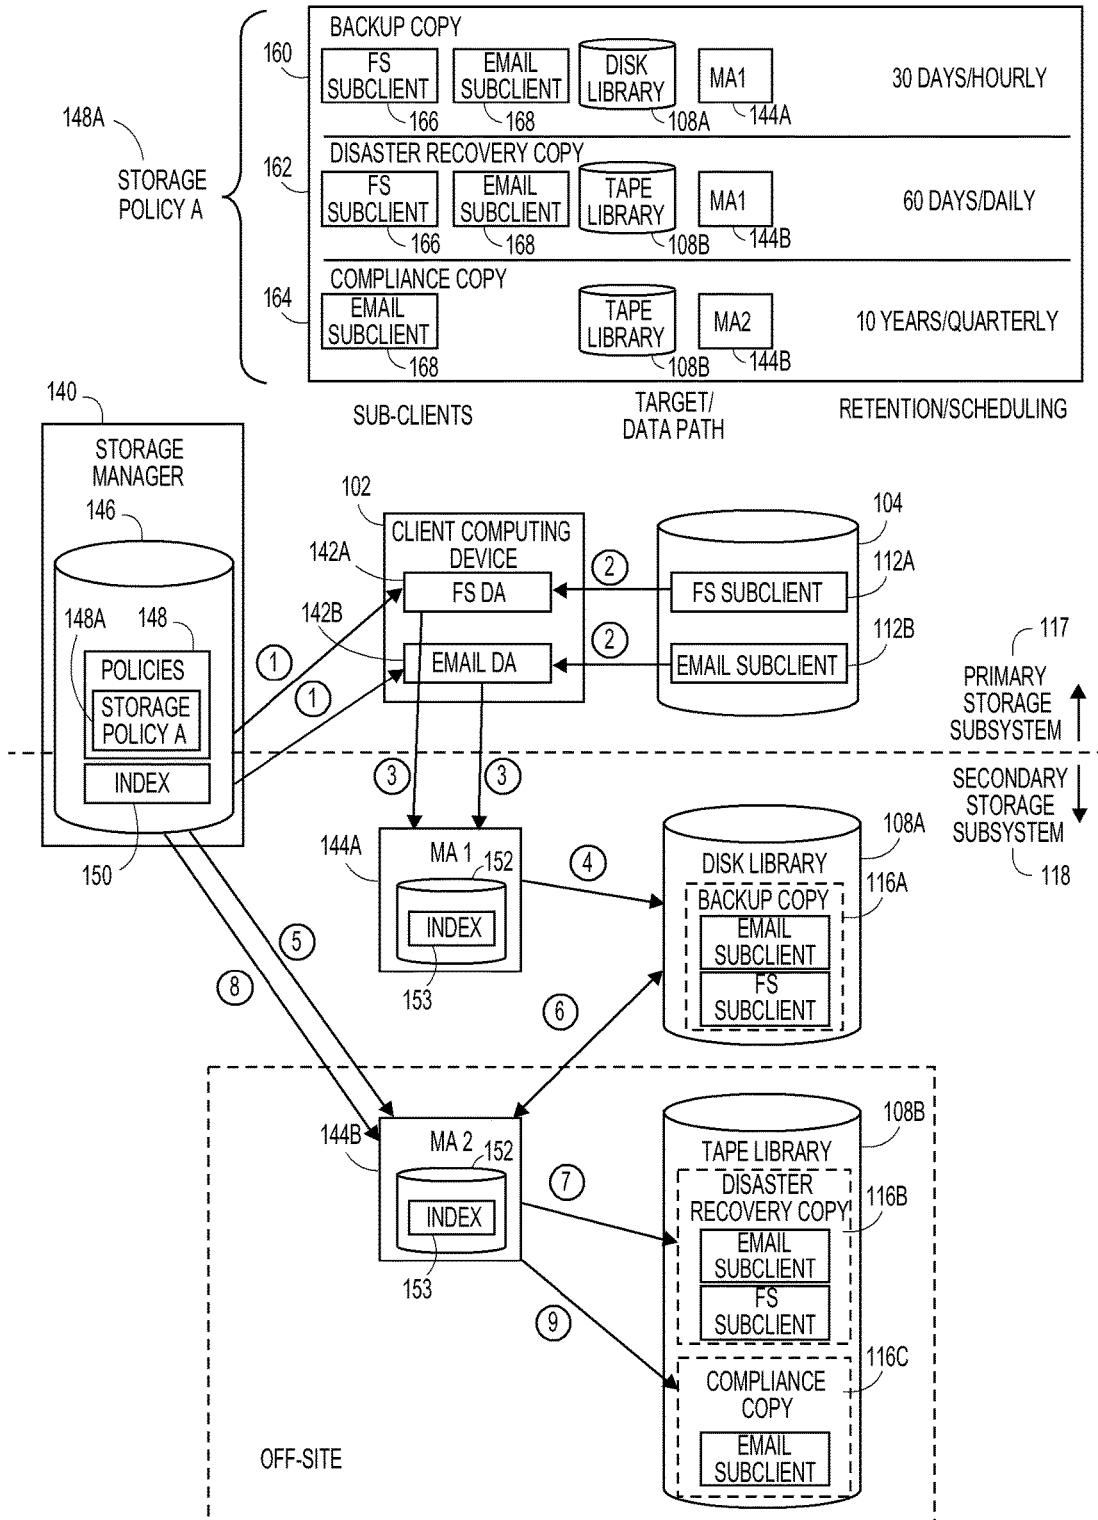 BACKUP COPY
160
FS
SUBCLIENT
166
EMAIL
SUBCLIENT
168
DISK
LIBRARY
108A
MA1
144A
30 DAYS/HOURLY
148A
STORAGE
POLICY A
DISASTER RECOVERY COPY
162
FS
SUBCLIENT
166
EMAIL
SUBCLIENT
168
TAPE
LIBRARY
108B
MA1
144B
60 DAYS/DAILY
COMPLIANCE COPY
164
EMAIL
SUBCLIENT
168
TAPE
LIBRARY
108B
MA2
144B
10 YEARS/QUARTERLY
SUB-CLIENTS
TARGET/
DATA PATH
RETENTION/SCHEDULING
140
STORAGE
MANAGER
146
148A
148
POLICIES
STORAGE
POLICY A
INDEX
150
1
1
102
CLIENT COMPUTING
DEVICE
142A
FS DA
142B
EMAIL DA
2
2
104
112A
FS SUBCLIENT
112B
EMAIL SUBCLIENT
117
PRIMARY
STORAGE
SUBSYSTEM
SECONDARY
STORAGE
SUBSYSTEM
118
3
3
144A
MA 1
152
INDEX
153
4
108A
DISK LIBRARY
116A
BACKUP COPY
EMAIL
SUBCLIENT
FS
SUBCLIENT
5
8
6
144B
MA 2
152
INDEX
153
7
9
108B
TAPE LIBRARY
DISASTER
RECOVERY COPY
116B
EMAIL
SUBCLIENT
FS
SUBCLIENT
116C
COMPLIANCE
COPY
EMAIL
SUBCLIENT
OFF-SITE